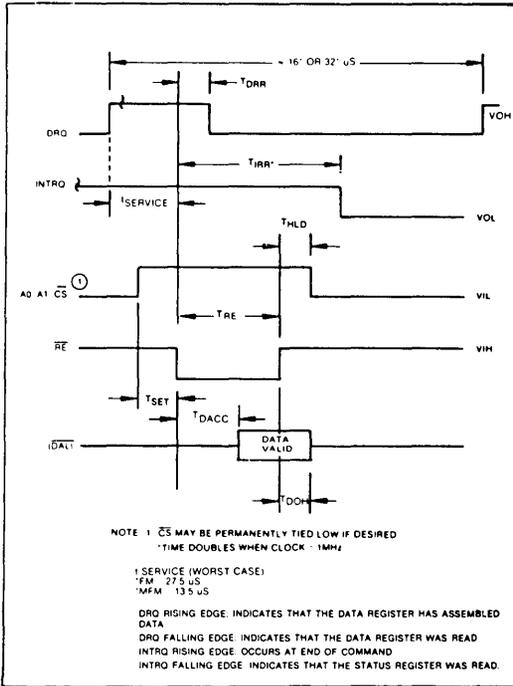 ≈ 16* OR 32* uS
TDRR
VOH
DRQ
TIRR*
INTRQ
tSERVICE
VOL
THLD
1
A0 A1 CS
VIL
TRE
RE
VIH
TSET
TDACC
(DAL)
DATA
VALID
TDOH
NOTE 1 CS MAY BE PERMANENTLY TIED LOW IF DESIRED
*TIME DOUBLES WHEN CLOCK = 1MHz
t SERVICE (WORST CASE)
*FM 27.5 uS
*MFM 13.5 uS
DRQ RISING EDGE: INDICATES THAT THE DATA REGISTER HAS ASSEMBLED
DATA
DRQ FALLING EDGE: INDICATES THAT THE DATA REGISTER WAS READ
INTRQ RISING EDGE: OCCURS AT END OF COMMAND
INTRQ FALLING EDGE: INDICATES THAT THE STATUS REGISTER WAS READ.